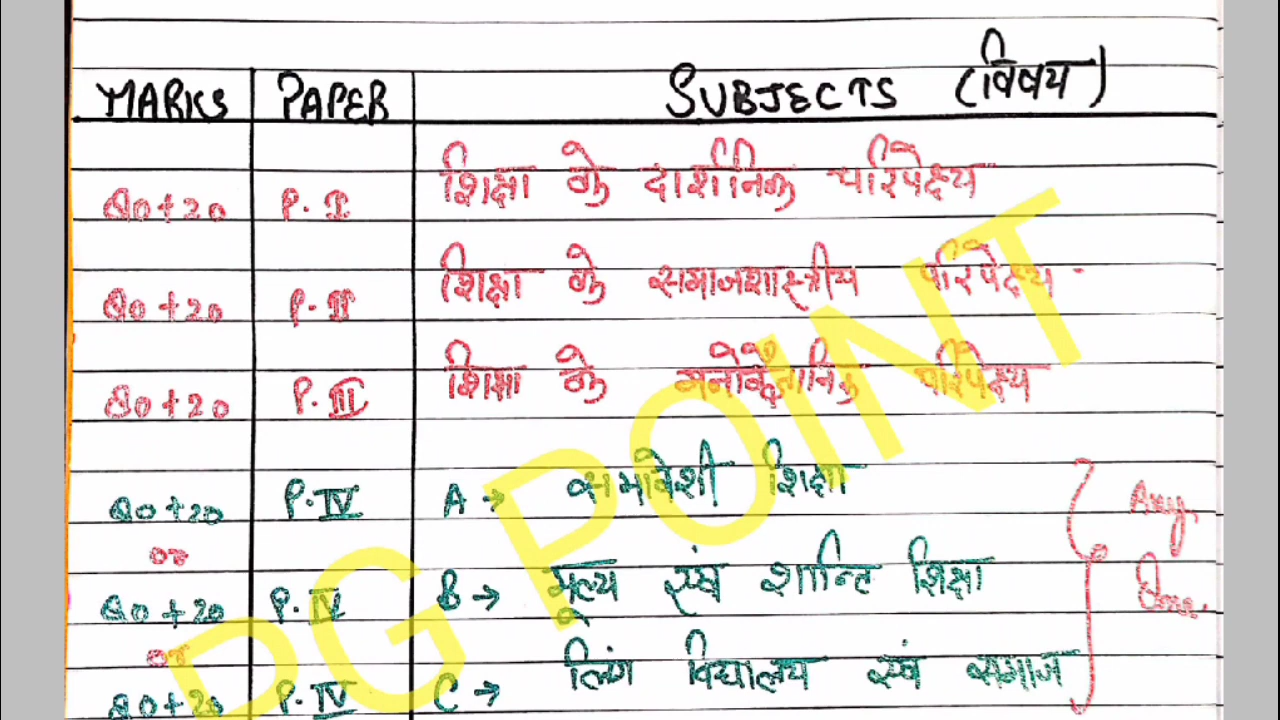 MARKS PAPER SUBJECTS (विषय)
80+20 P. I शिक्षा के दार्शनिक परिपेक्ष्य
80+20 P. II शिक्षा के समाजशास्त्रीय परिपेक्ष्य
80+20 P. III शिक्षा के मनोवैज्ञानिक परिपेक्ष्य
80+20 P. IV A → समावेशी शिक्षा
or
80+20 P. IV B → मूल्य एवं शान्ति शिक्षा
or
80+20 P. IV C → लिंग विद्यालय एवं समाज
Any
One.
PG POINT